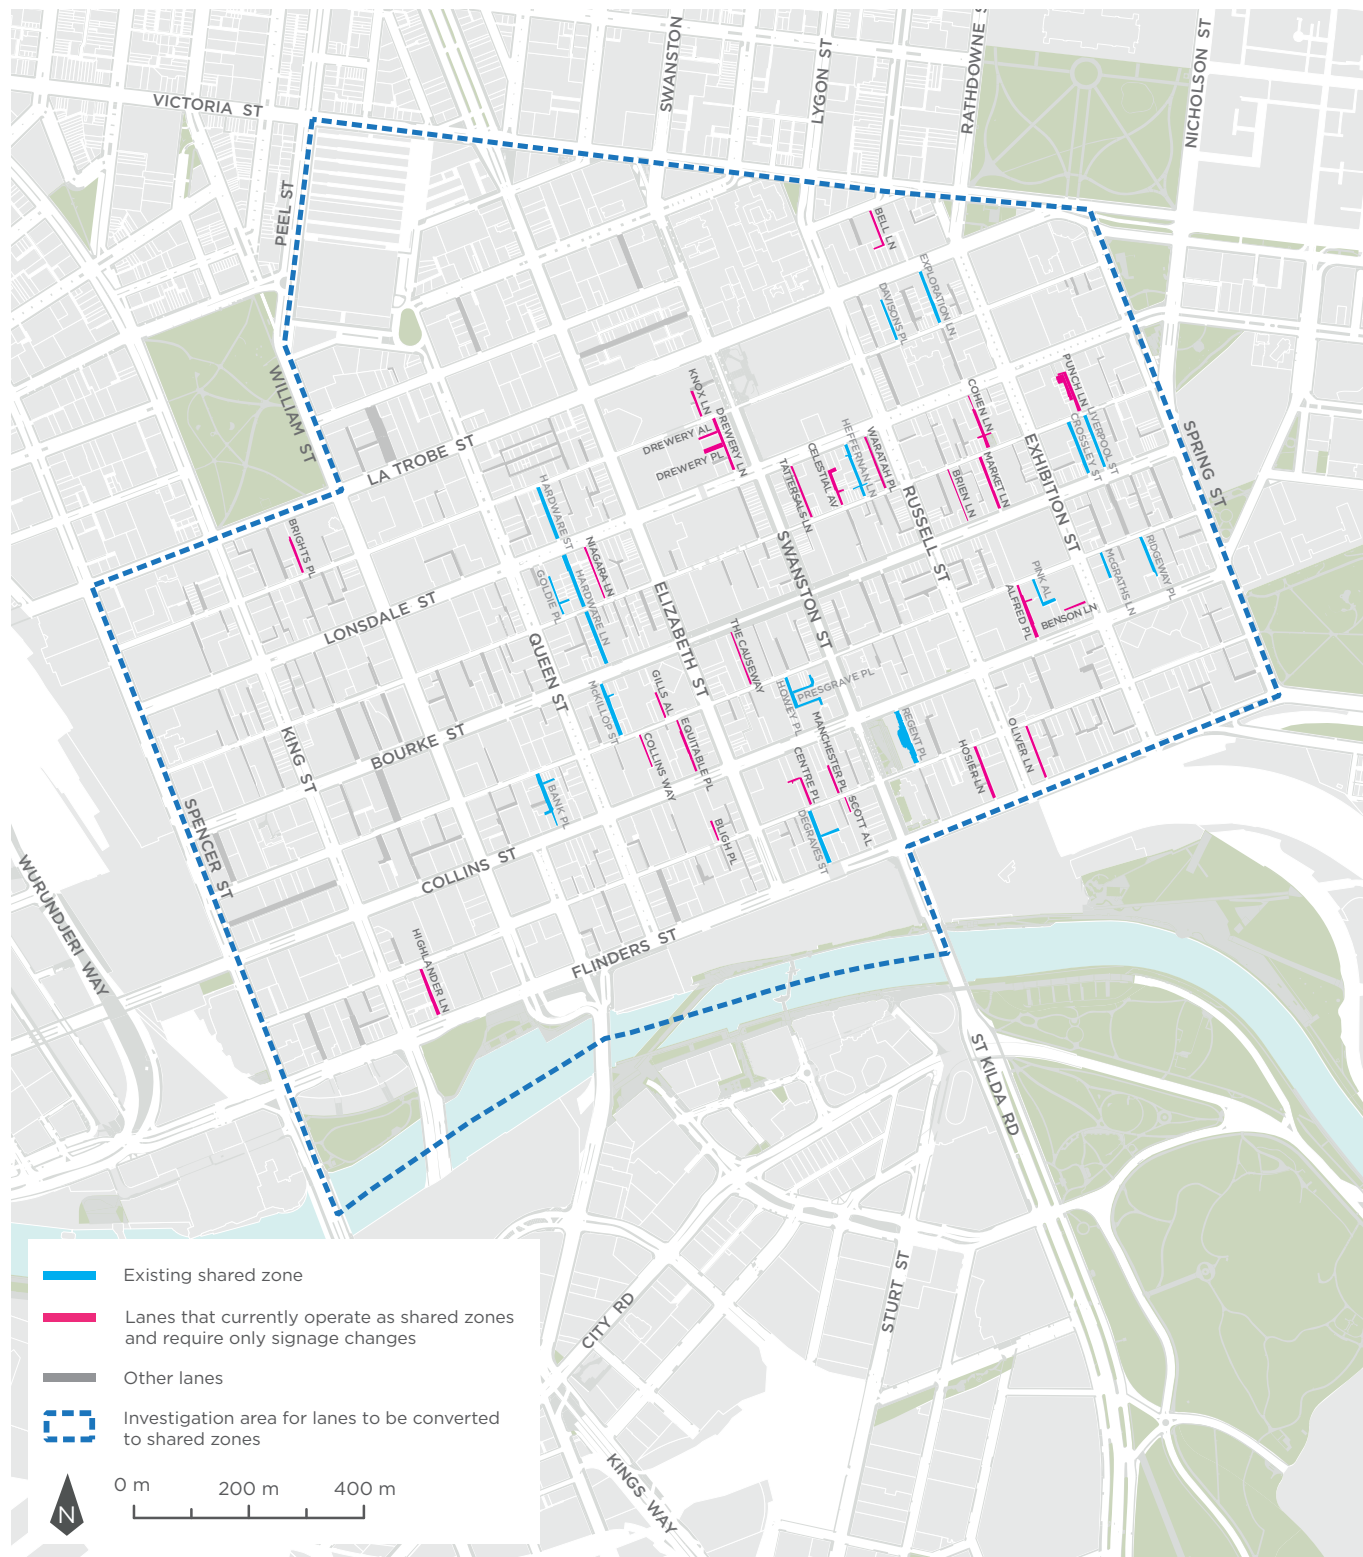 SWANSTON
LYGON ST
RATHDOWNE S
NICHOLSON ST
VICTORIA ST
PEEL ST
BELL LN
EXPLORATION LN
DAVISONS PL
WILLIAM ST
KNOX LN
PUNCH LN
COHEN LN
DREWERY LN
LIVERPOOL ST
CROSSLEY ST
DREWERY AL
HEFFERNAN LN
WARATAH PL
SPRING ST
LA TROBE ST
DREWERY PL
TATTERSALS LN
CELESTIAL AV
EXHIBITION ST
MARKET LN
BRIEN LN
HARDWARE ST
RUSSELL ST
BRIGHTS PL
NIAGARA LN
SWANSTON ST
RIDGEWAY PL
McGRATHS LN
HARDWARE LN
GOLDIE PL
PINK AL
ALFRED PL
BENSON LN
LONSDALE ST
ELIZABETH ST
QUEEN ST
THE CAUSEWAY
PRESGRAVE PL
HOWEY PL
GILLS AL
McKILLOP ST
EQUITABLE PL
REGENT PL
MANCHESTER PL
OLIVER LN
HOSIER LN
KING ST
BOURKE ST
COLLINS WAY
CENTRE PL
BANK PL
SCOTT AL
DEGRAVES ST
BLIGH PL
SPENCER ST
COLLINS ST
WURUNDJERI WAY
HIGHLANDER LN
FLINDERS ST
ST KILDA RD
STURT ST
CITY RD
KINGS WAY
Existing shared zone
Lanes that currently operate as shared zones
and require only signage changes
Other lanes
Investigation area for lanes to be converted
to shared zones
0 m 200 m 400 m
N